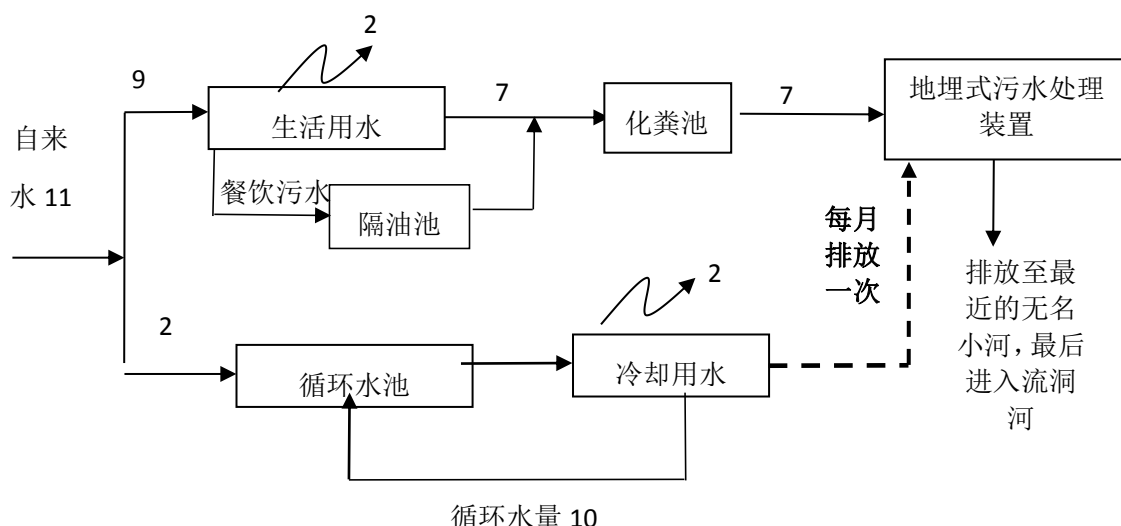 2
9
生活用水
7
化粪池
7
地埋式污水处理
装置
自来
水 11
餐饮污水
隔油池
每月
排放
一次
排放至最
近的无名
小河，最后
进入流洞
河
2
2
循环水池
冷却用水
循环水量 10